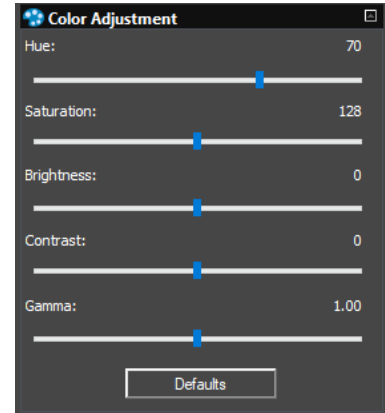 Color Adjustment
Hue: 70
Saturation: 128
Brightness: 0
Contrast: 0
Gamma: 1.00
Defaults